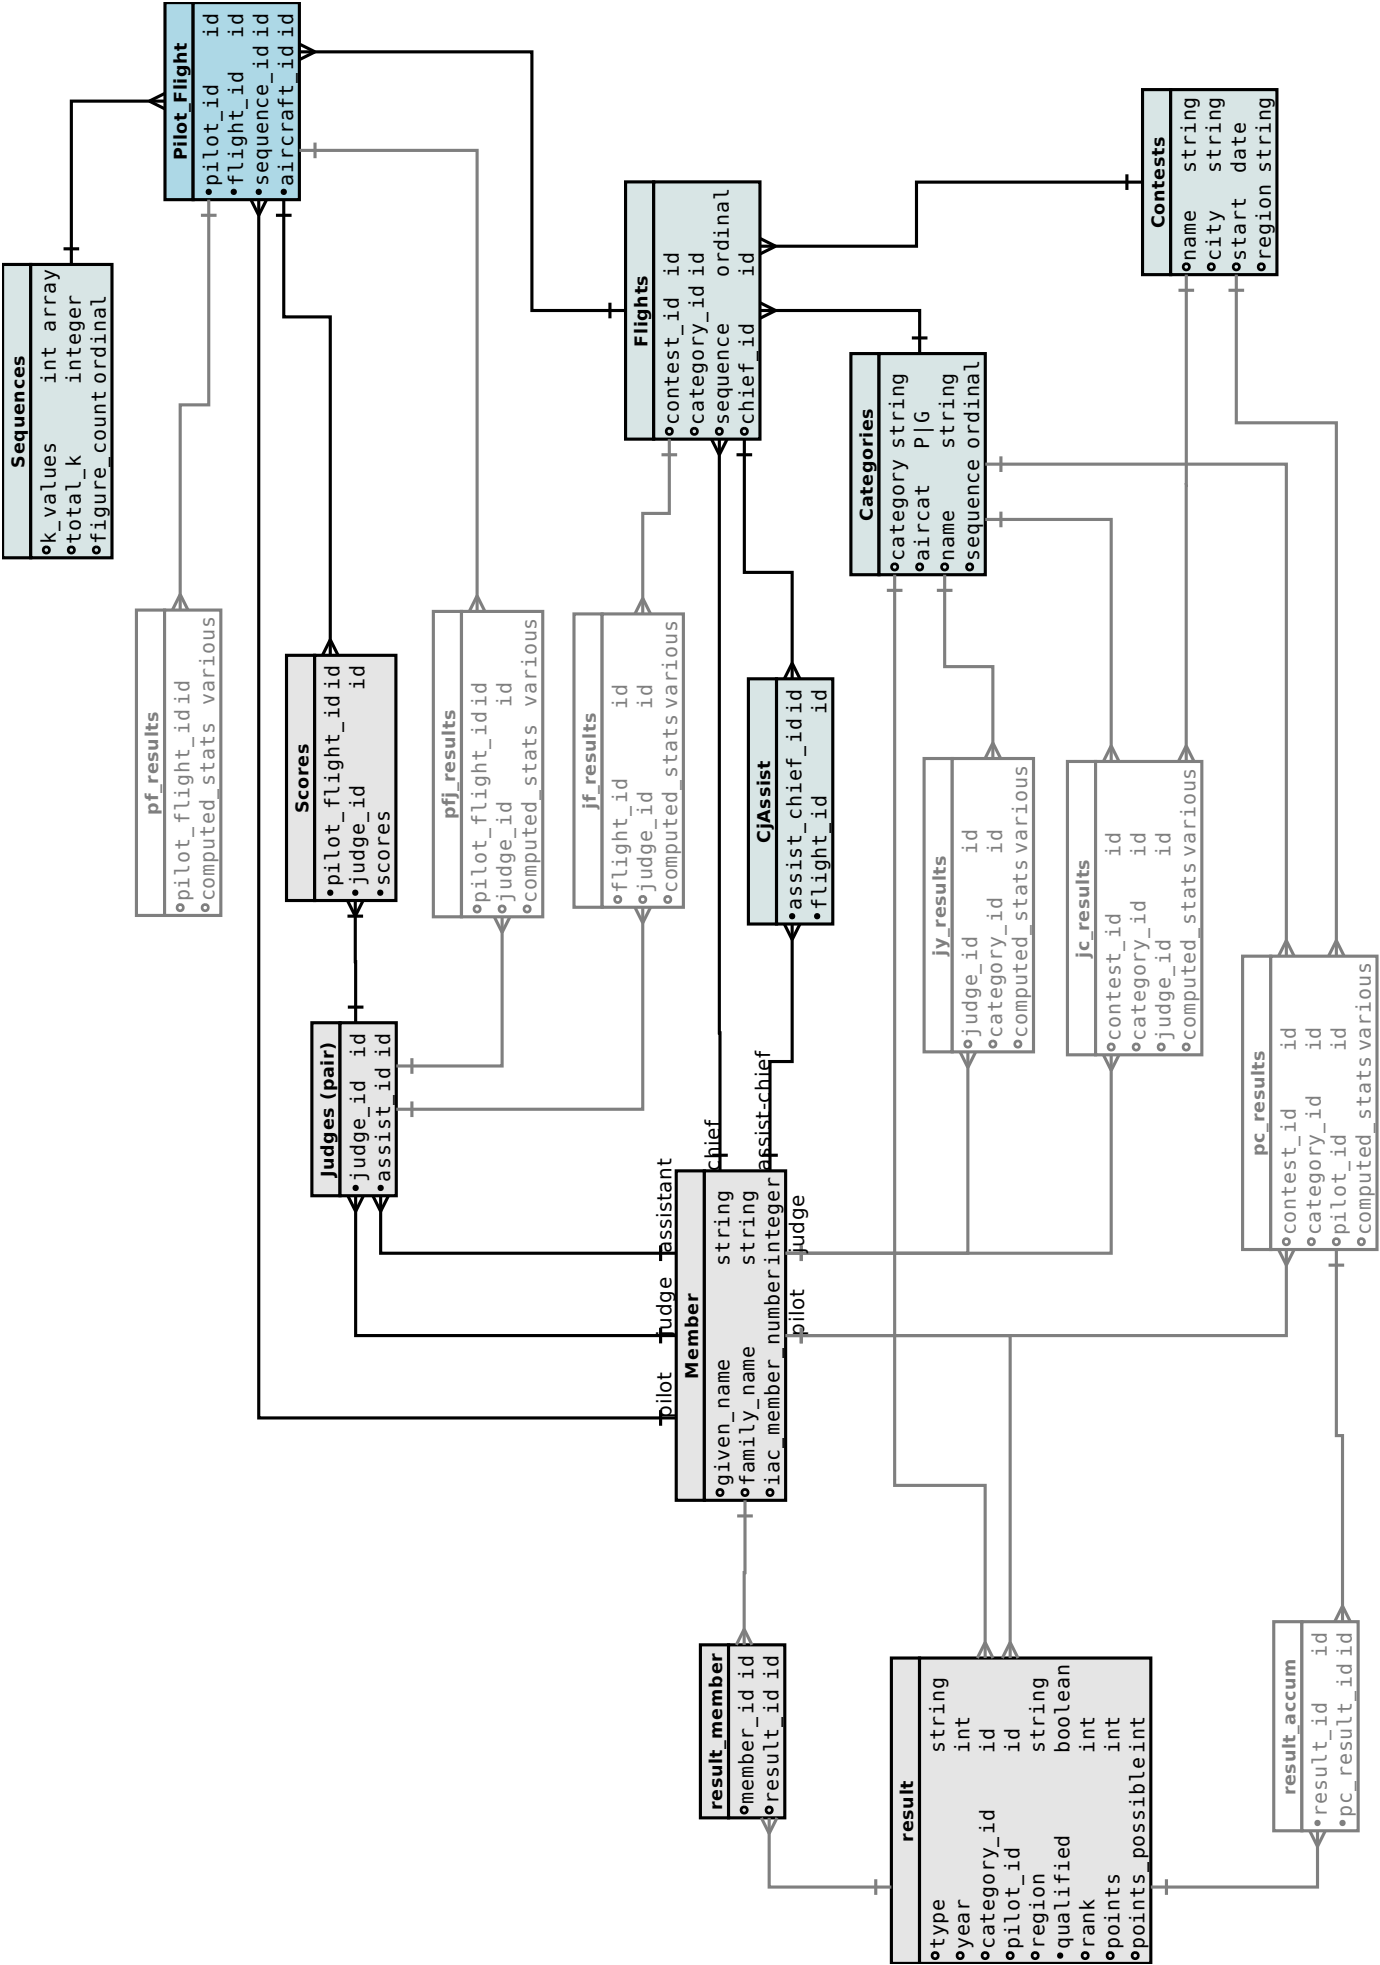 Sequences
k_values int array
total_k integer
figure_count ordinal
Pilot_Flight
pilot_id id
flight_id id
sequence_id id
aircraft_id id
pf_results
pilot_flight_id id
computed_stats various
Scores
pilot_flight_id id
judge_id id
scores
pfj_results
pilot_flight_id id
judge_id id
computed_stats various
jf_results
flight_id id
judge_id id
computed_stats various
Judges (pair)
judge_id id
assist_id id
Flights
contest_id id
category_id id
sequence ordinal
chief_id id
CjAssist
assist_chief_id id
flight_id id
Categories
category string
aircat P|G
name string
sequence ordinal
Contests
name string
city string
start date
region string
jy_results
judge_id id
category_id id
computed_stats various
jc_results
contest_id id
category_id id
judge_id id
computed_stats various
pc_results
contest_id id
category_id id
pilot_id id
computed_stats various
pilot
judge
assistant
chief
assist-chief
Member
given_name string
family_name string
iac_member_number integer
pilot
judge
result_member
member_id id
result_id id
result
type string
year int
category_id id
pilot_id id
region string
qualified boolean
rank int
points int
points_possible int
result_accum
result_id id
pc_result_id id